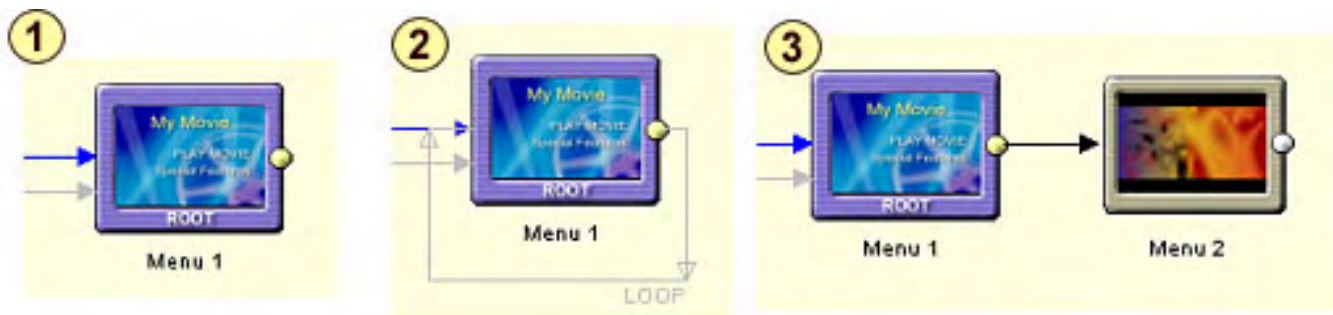 1
My Movie
PLAY MOVIE
Special Features
ROOT
Menu 1
2
My Movie
PLAY MOVIE
Special Features
ROOT
Menu 1
LOOP
3
My Movie
PLAY MOVIE
Special Features
ROOT
Menu 1
Menu 2